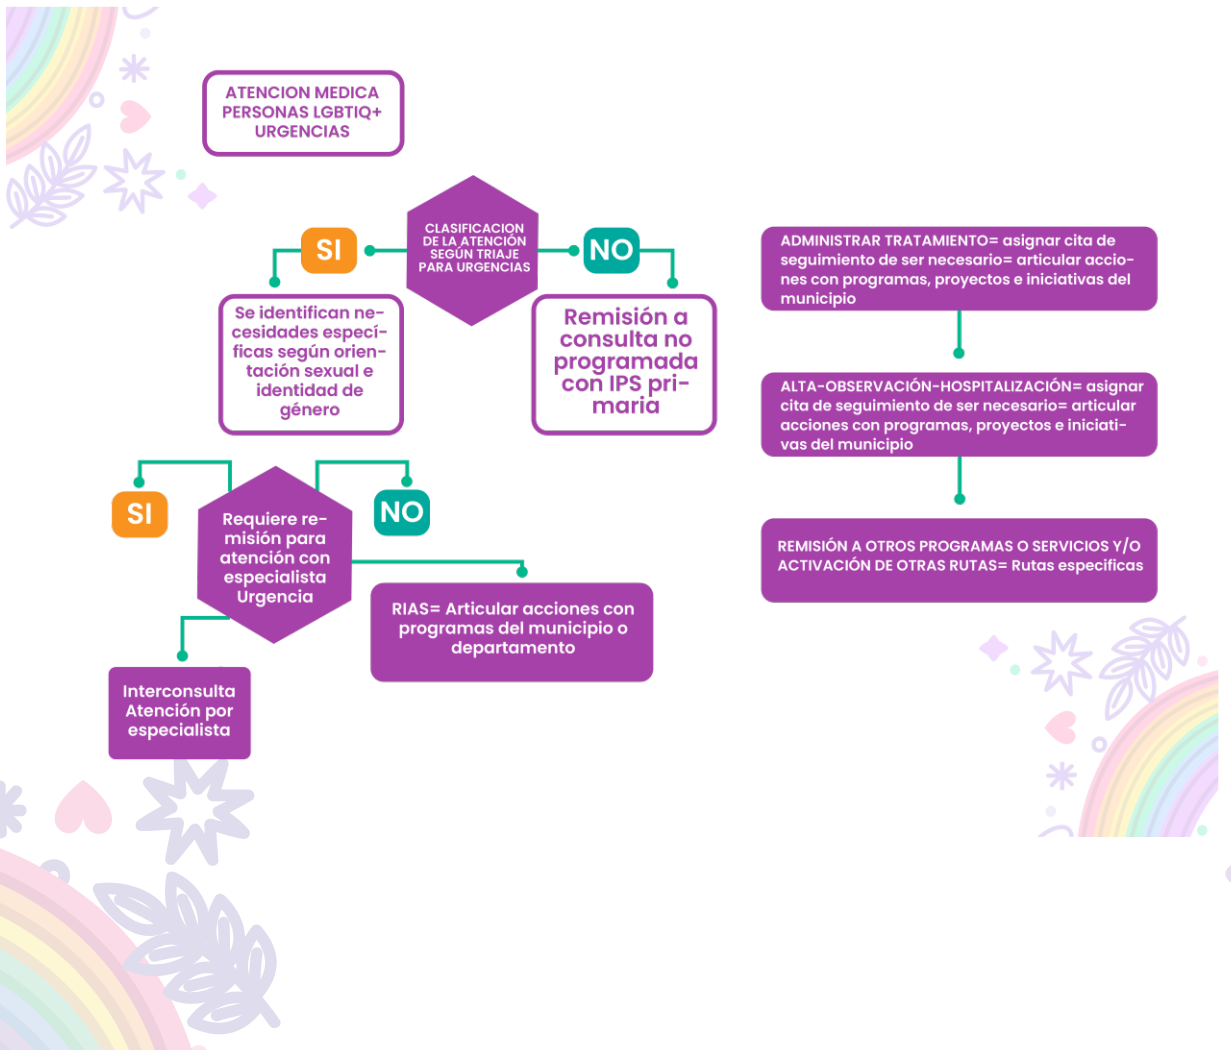 ATENCION MEDICA
PERSONAS LGBTIQ+
URGENCIAS
CLASIFICACION
DE LA ATENCIÓN
SEGÚN TRIAJE
PARA URGENCIAS
SI
NO
Se identifican ne-
cesidades especí-
ficas según orien-
tación sexual e
identidad de
género
Remisión a
consulta no
programada
con IPS pri-
maria
SI
NO
Requiere re-
misión para
atención con
especialista
Urgencia
RIAS= Articular acciones con
programas del municipio o
departamento
Interconsulta
Atención por
especialista
ADMINISTRAR TRATAMIENTO= asignar cita de
seguimiento de ser necesario= articular accio-
nes con programas, proyectos e iniciativas del
municipio
ALTA-OBSERVACIÓN-HOSPITALIZACIÓN= asignar
cita de seguimiento de ser necesario= articular
acciones con programas, proyectos e iniciati-
vas del municipio
REMISIÓN A OTROS PROGRAMAS O SERVICIOS Y/O
ACTIVACIÓN DE OTRAS RUTAS= Rutas especificas